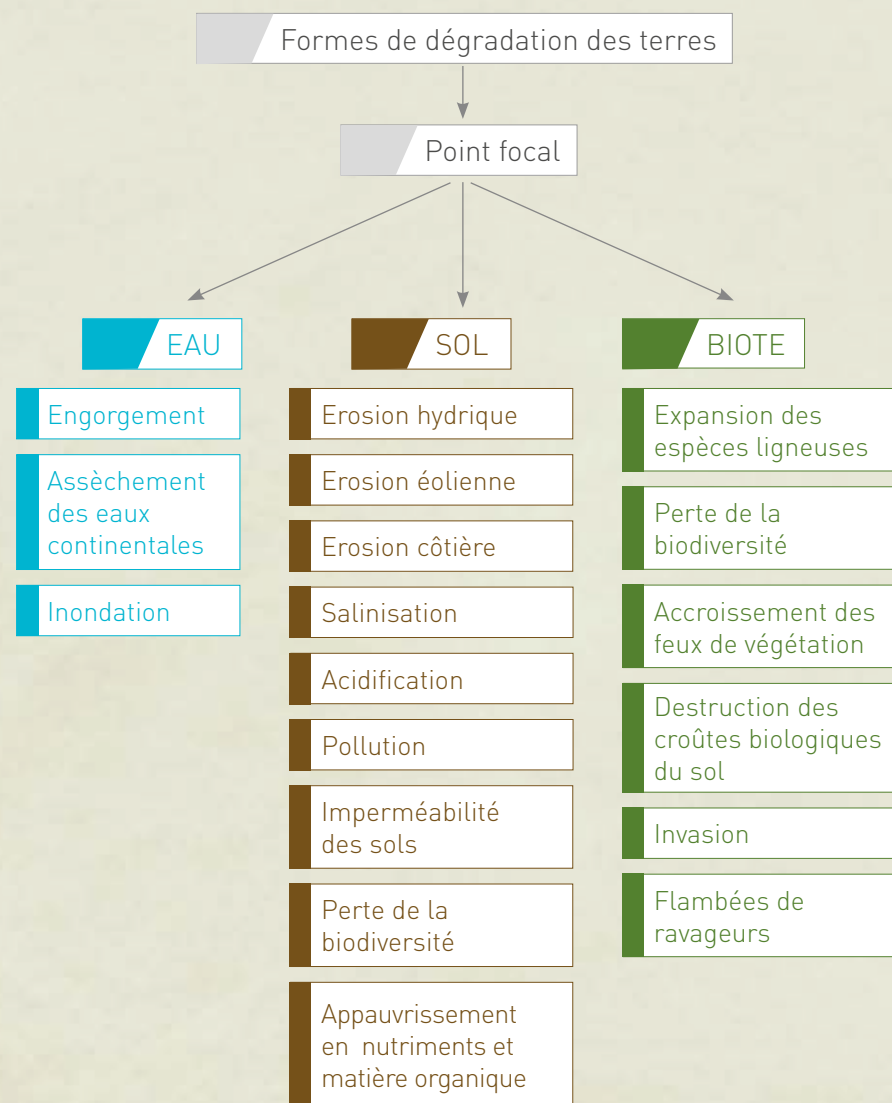 Formes de dégradation des terres
Point focal
EAU
Engorgement
Assèchement
des eaux
continentales
Inondation
SOL
Erosion hydrique
Erosion éolienne
Erosion côtière
Salinisation
Acidification
Pollution
Imperméabilité
des sols
Perte de la
biodiversité
Appauvrissement
en nutriments et
matière organique
BIOTE
Expansion des
espèces ligneuses
Perte de la
biodiversité
Accroissement des
feux de végétation
Destruction des
croûtes biologiques
du sol
Invasion
Flambées de
ravageurs